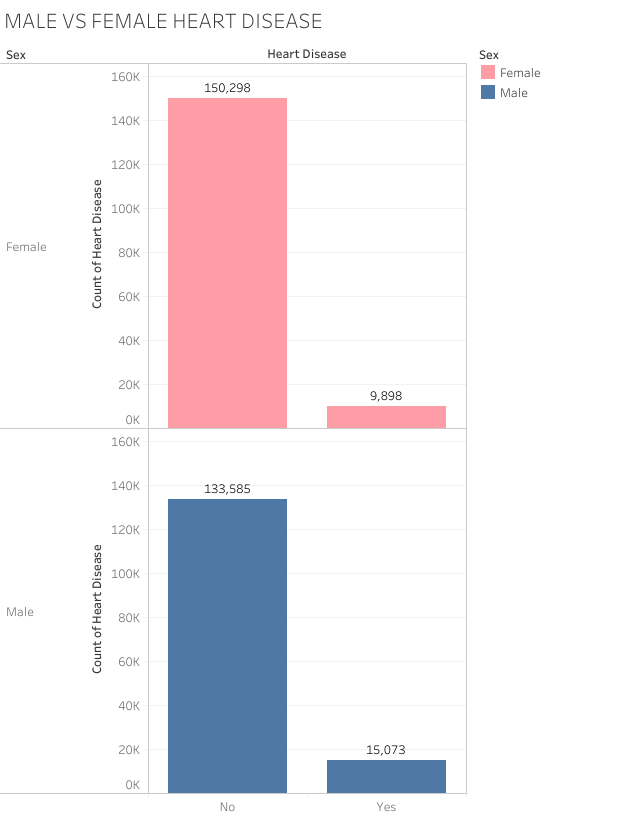 MALE VS FEMALE HEART DISEASE
Sex
Heart Disease
Sex
Female
Male
160K
150,298
140K
120K
100K
80K
60K
40K
20K
0K
9,898
Count of Heart Disease
Female
160K
140K
133,585
120K
100K
80K
60K
40K
20K
0K
15,073
Count of Heart Disease
Male
No
Yes